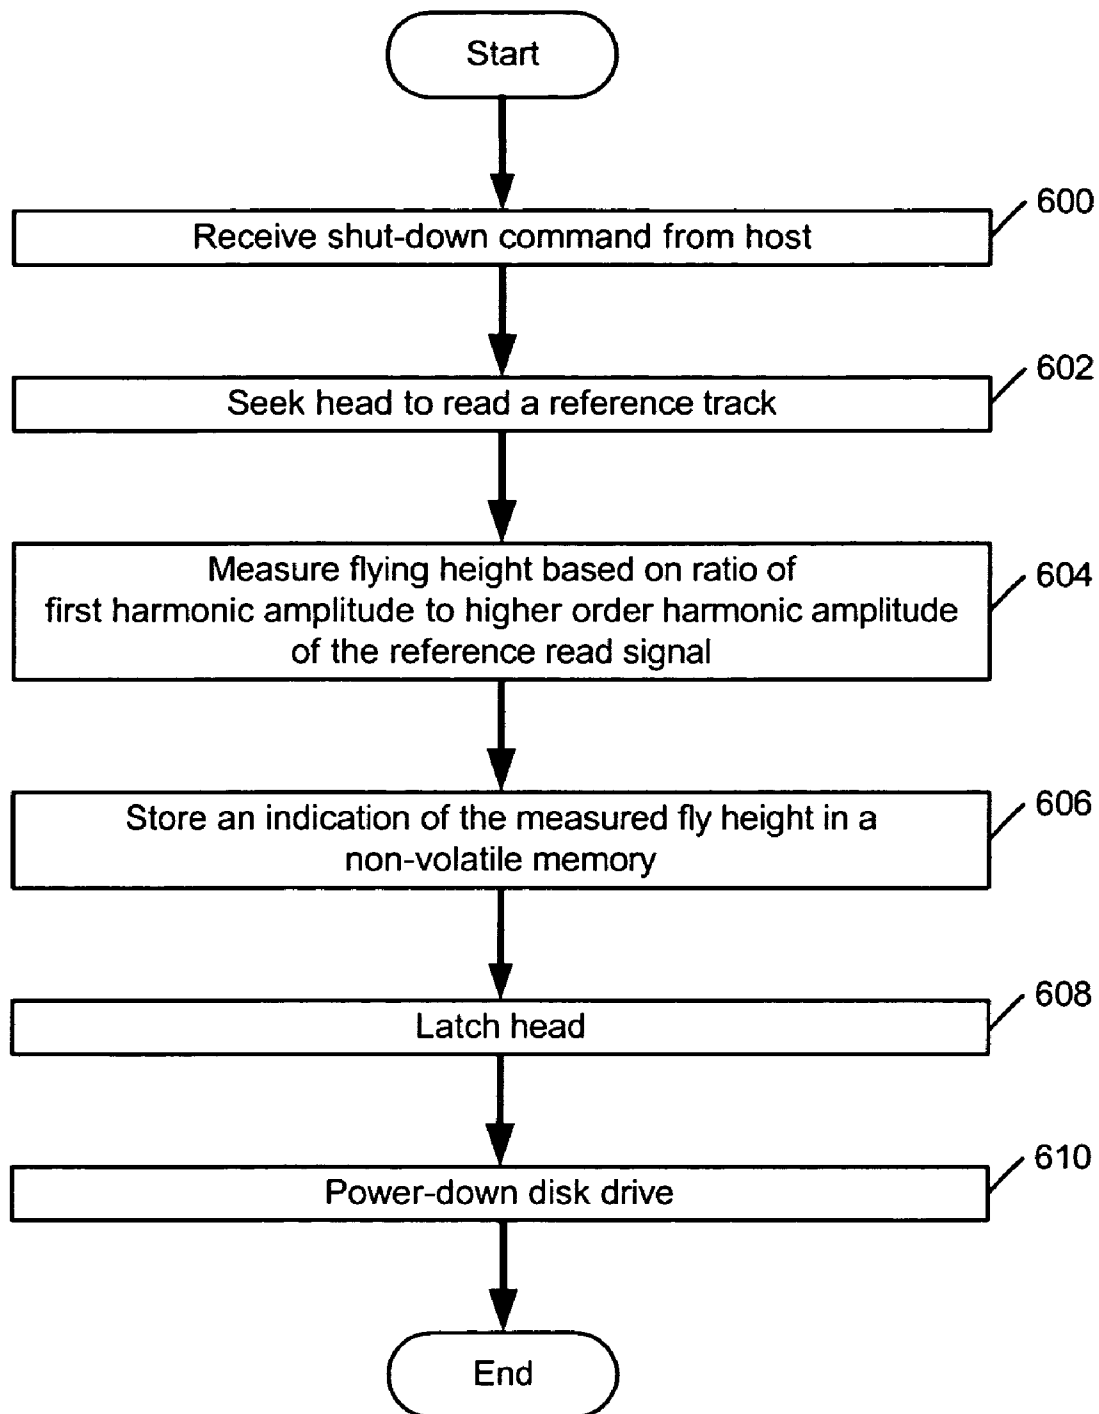 Start
600
Receive shut-down command from host
602
Seek head to read a reference track
Measure flying height based on ratio of
604
first harmonic amplitude to higher order harmonic amplitude
of the reference read signal
606
Store an indication of the measured fly height in a
non-volatile memory
608
Latch head
610
Power-down disk drive
End